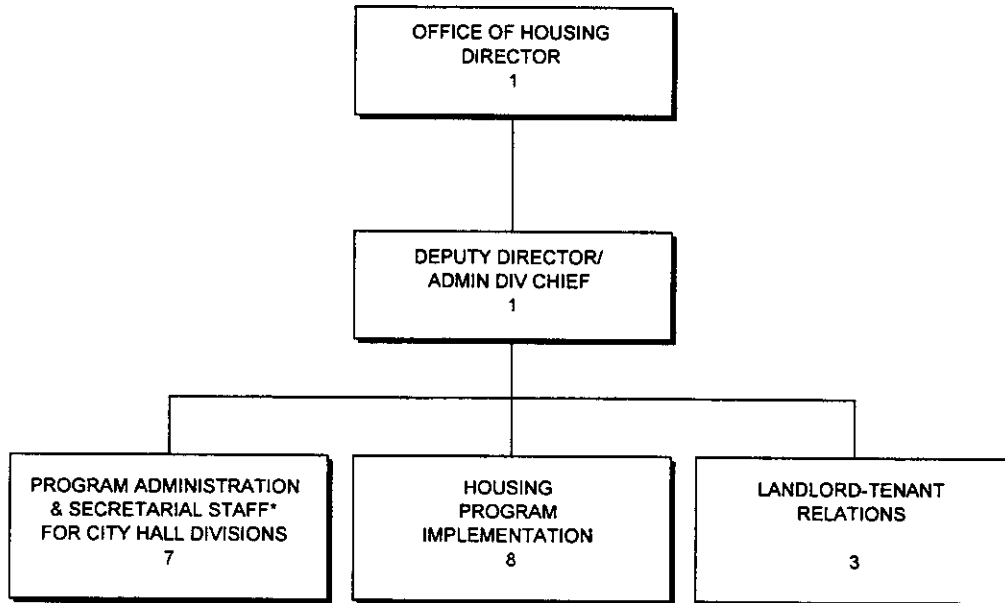 OFFICE OF HOUSING
DIRECTOR
1
DEPUTY DIRECTOR/
ADMIN DIV CHIEF
1
PROGRAM ADMINISTRATION
& SECRETARIAL STAFF*
FOR CITY HALL DIVISIONS
7
HOUSING
PROGRAM
IMPLEMENTATION
8
LANDLORD-TENANT
RELATIONS
3